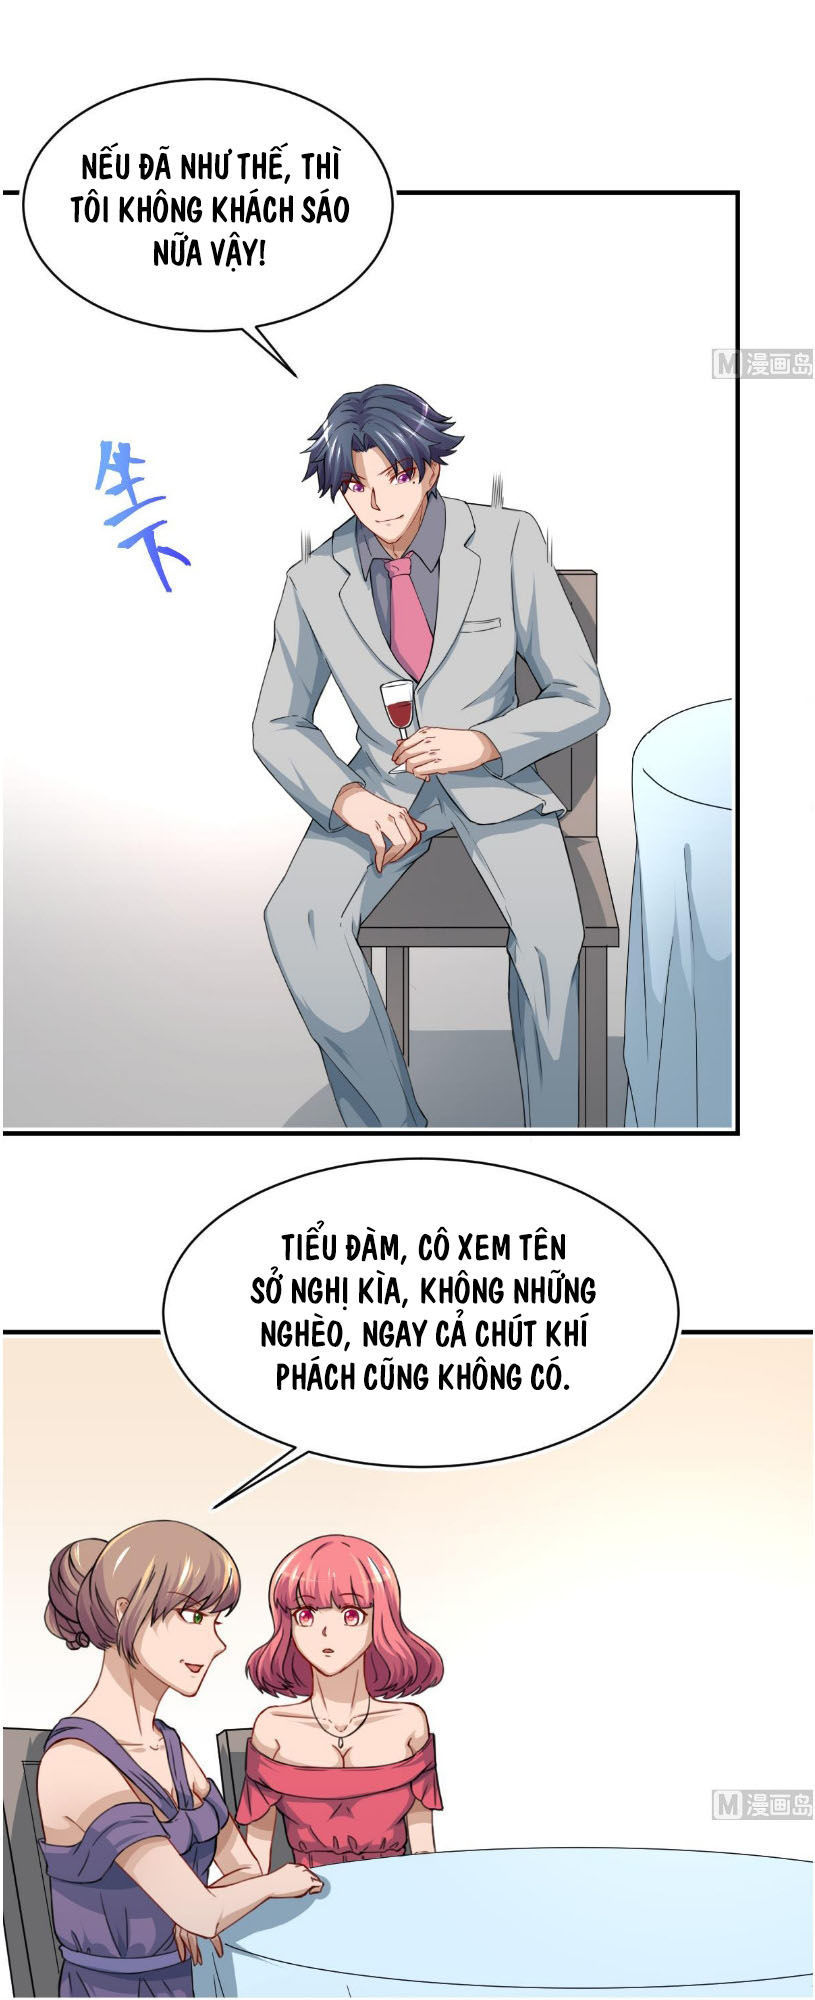 NẾU ĐÃ NHƯ THẾ, THÌ
TÔI KHÔNG KHÁCH SÁO
NỮA VẬY!
M 漫画岛
坐下
TIỂU ĐÀM, CÔ XEM TÊN
SỞ NGHỊ KÌA, KHÔNG NHỮNG
NGHÈO, NGAY CẢ CHÚT KHÍ
PHÁCH CŨNG KHÔNG CÓ.
M 漫画岛